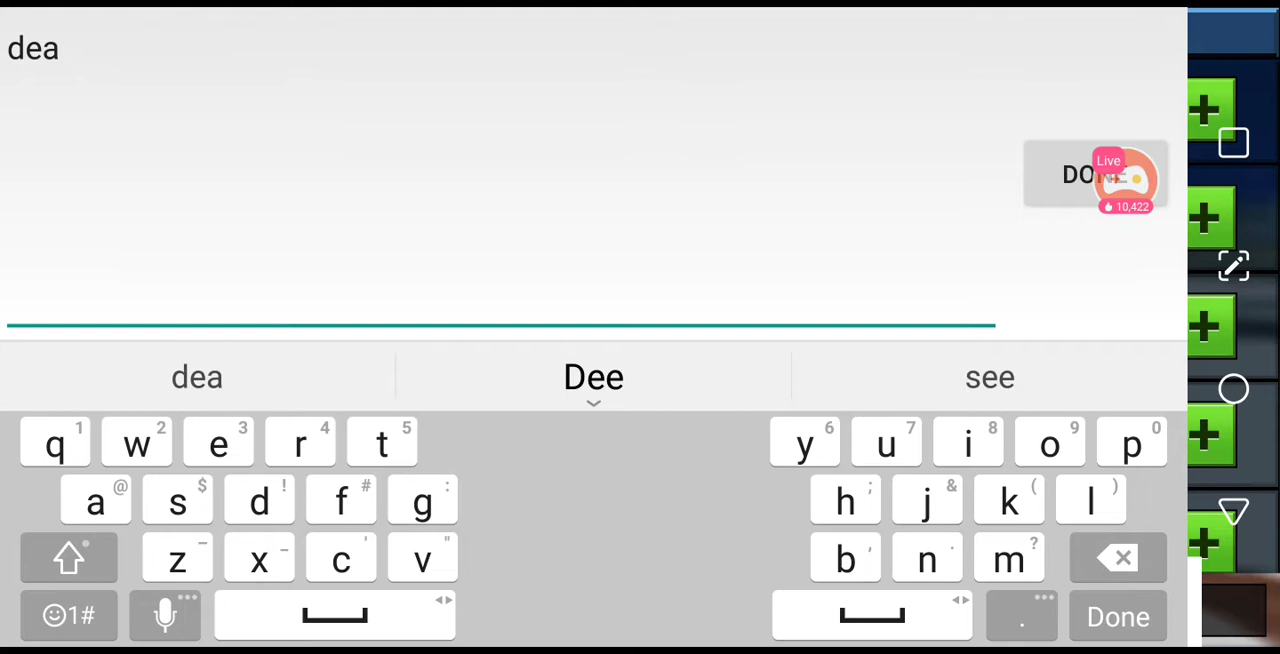 dea
DONE
Live
10,422
dea Dee see
q 1 w 2 e 3 r 4 t 5 y 6 u 7 i 8 o 9 p 0
a @ s $ d ! f # g : h ; j & k ( l )
z - x _ c ' v " b , n . m ?
1# . Done